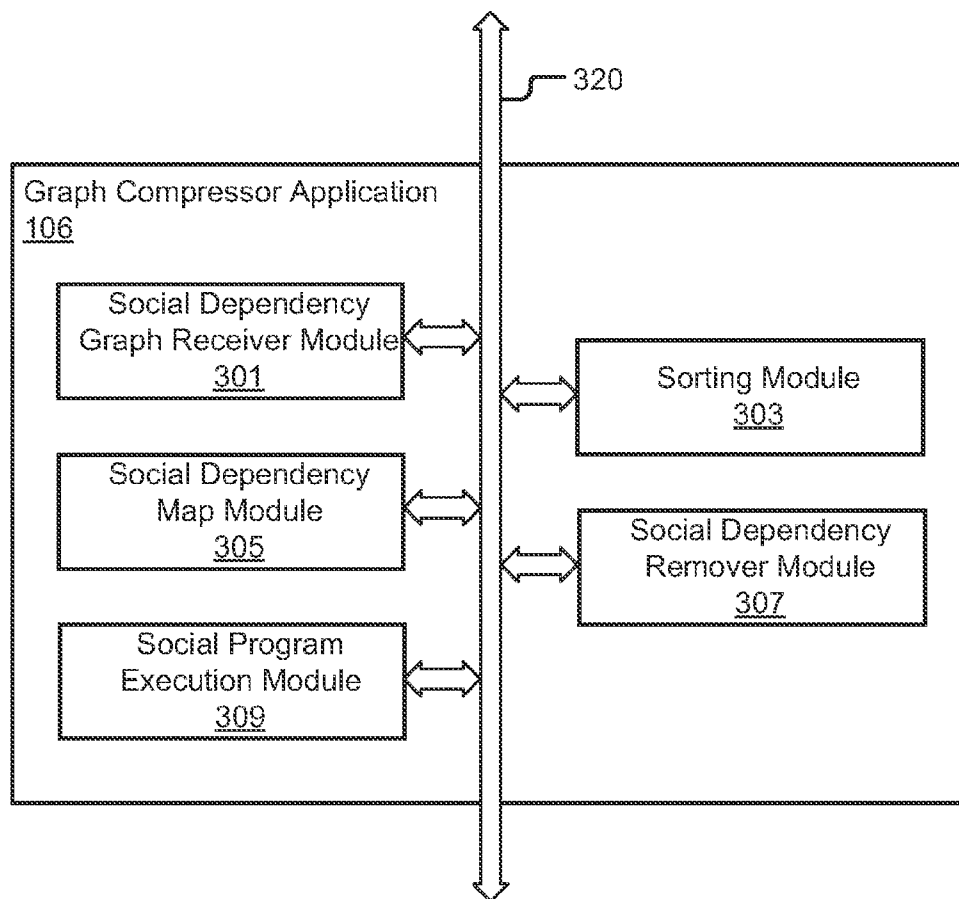 320
Graph Compressor Application
106
Social Dependency
Graph Receiver Module
301
Sorting Module
303
Social Dependency
Map Module
305
Social Dependency
Remover Module
307
Social Program
Execution Module
309